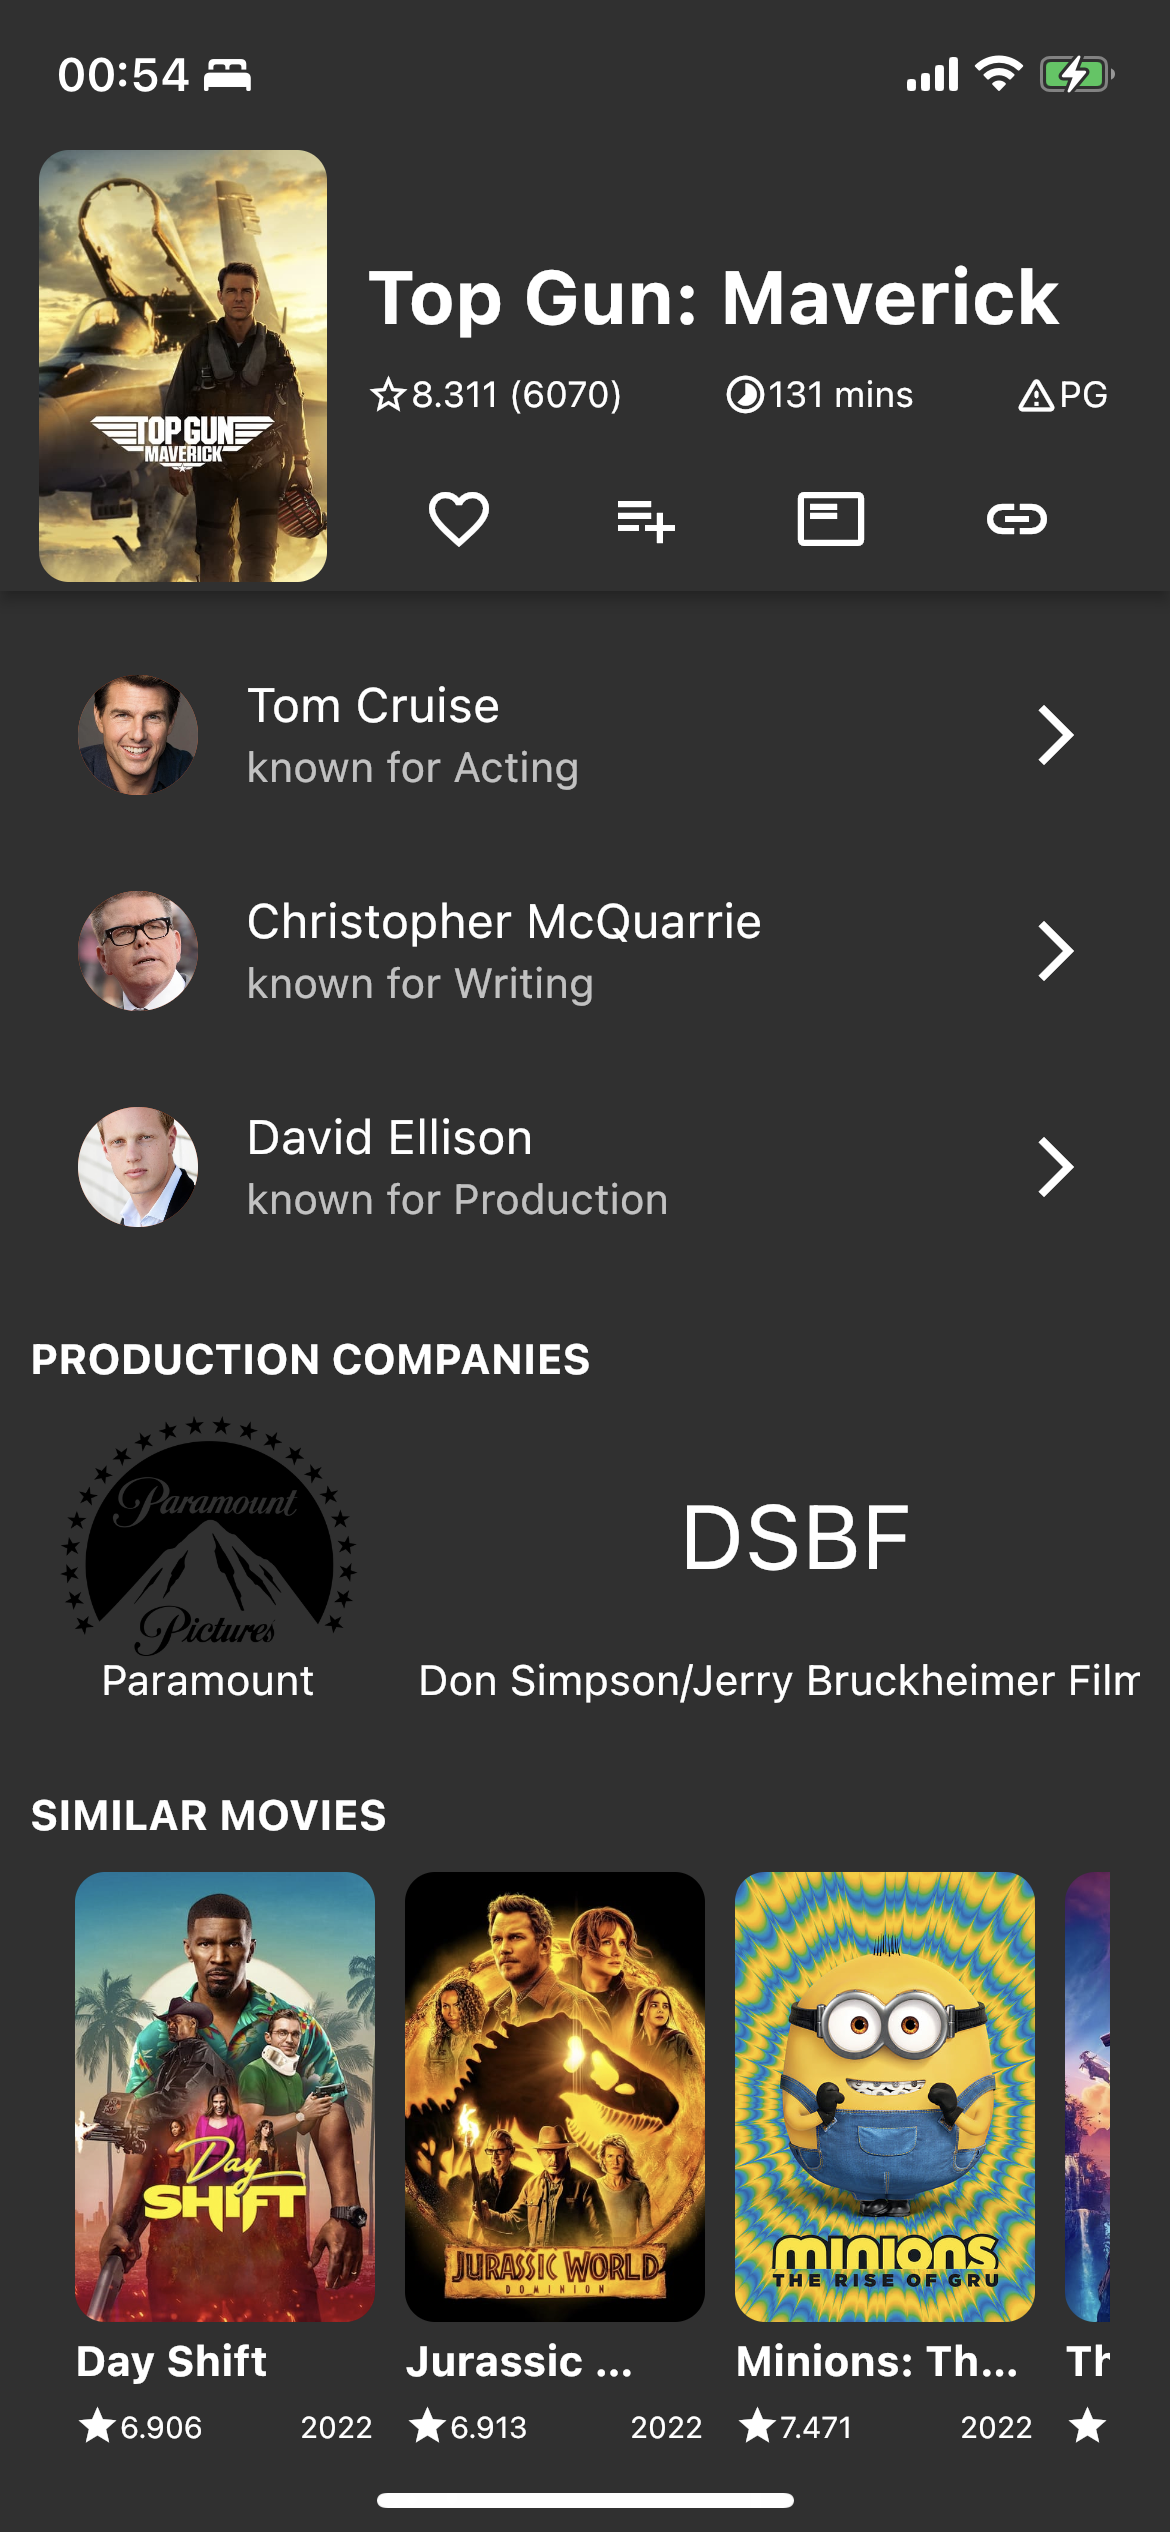 00:54
TOP GUN
MAVERICK
Top Gun: Maverick
8.311 (6070)
131 mins
PG
Tom Cruise
known for Acting
Christopher McQuarrie
known for Writing
David Ellison
known for Production
PRODUCTION COMPANIES
Paramount
Pictures
Paramount
DSBF
Don Simpson/Jerry Bruckheimer Film
SIMILAR MOVIES
Day
SHIFT
JURASSIC WORLD
DOMINION
MINIONS
THE RISE OF GRU
Day Shift
Jurassic ...
Minions: Th...
Th
6.906
2022
6.913
2022
7.471
2022